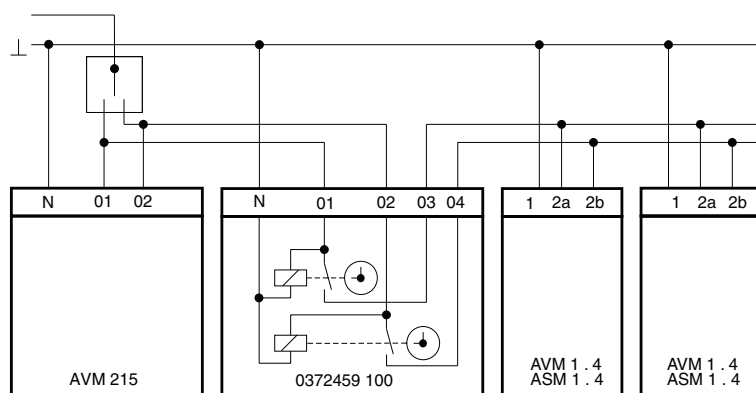 N 01 02 N 01 02 03 04 1 2a 2b 1 2a 2b
AVM 215
0372459 100
AVM 1 . 4
ASM 1 . 4
AVM 1 . 4
ASM 1 . 4